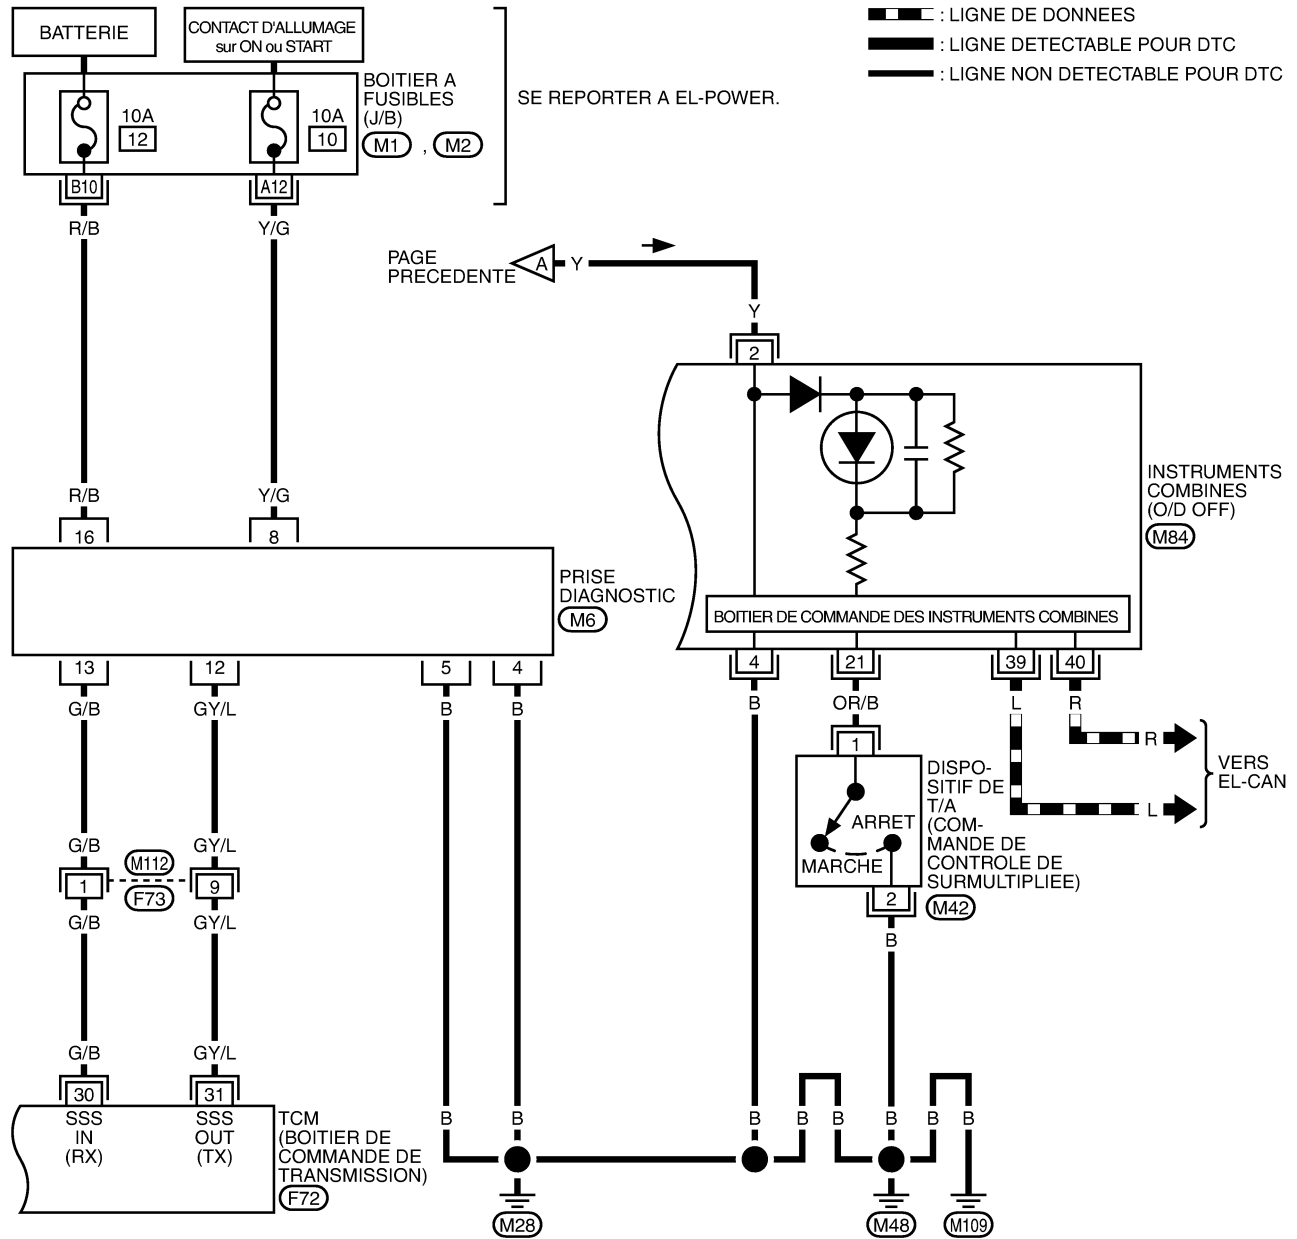 BATTERIE
CONTACT D'ALLUMAGE
sur ON ou START
: LIGNE DE DONNEES
: LIGNE DETECTABLE POUR DTC
: LIGNE NON DETECTABLE POUR DTC
10A
12
10A
10
BOITIER A
FUSIBLES
(J/B)
M1 , M2
SE REPORTER A EL-POWER.
B10
A12
R/B
Y/G
PAGE
PRECEDENTE
A
Y
Y
2
R/B
Y/G
16
8
PRISE
DIAGNOSTIC
M6
INSTRUMENTS
COMBINES
(O/D OFF)
M84
BOITIER DE COMMANDE DES INSTRUMENTS COMBINES
13
12
5
4
4
21
39
40
G/B
GY/L
B
B
B
OR/B
L
R
R
L
VERS
EL-CAN
1
ARRET
MARCHE
2
DISPO-
SITIF DE
T/A
(COM-
MANDE DE
CONTROLE DE
SURMULTIPLIEE)
M42
B
G/B
GY/L
M112
F73
1
9
G/B
GY/L
G/B
GY/L
30
31
SSS
IN
(RX)
SSS
OUT
(TX)
TCM
(BOITIER DE
COMMANDE DE
TRANSMISSION)
F72
B
B
B
B
B
B
B
B
M28
M48
M109